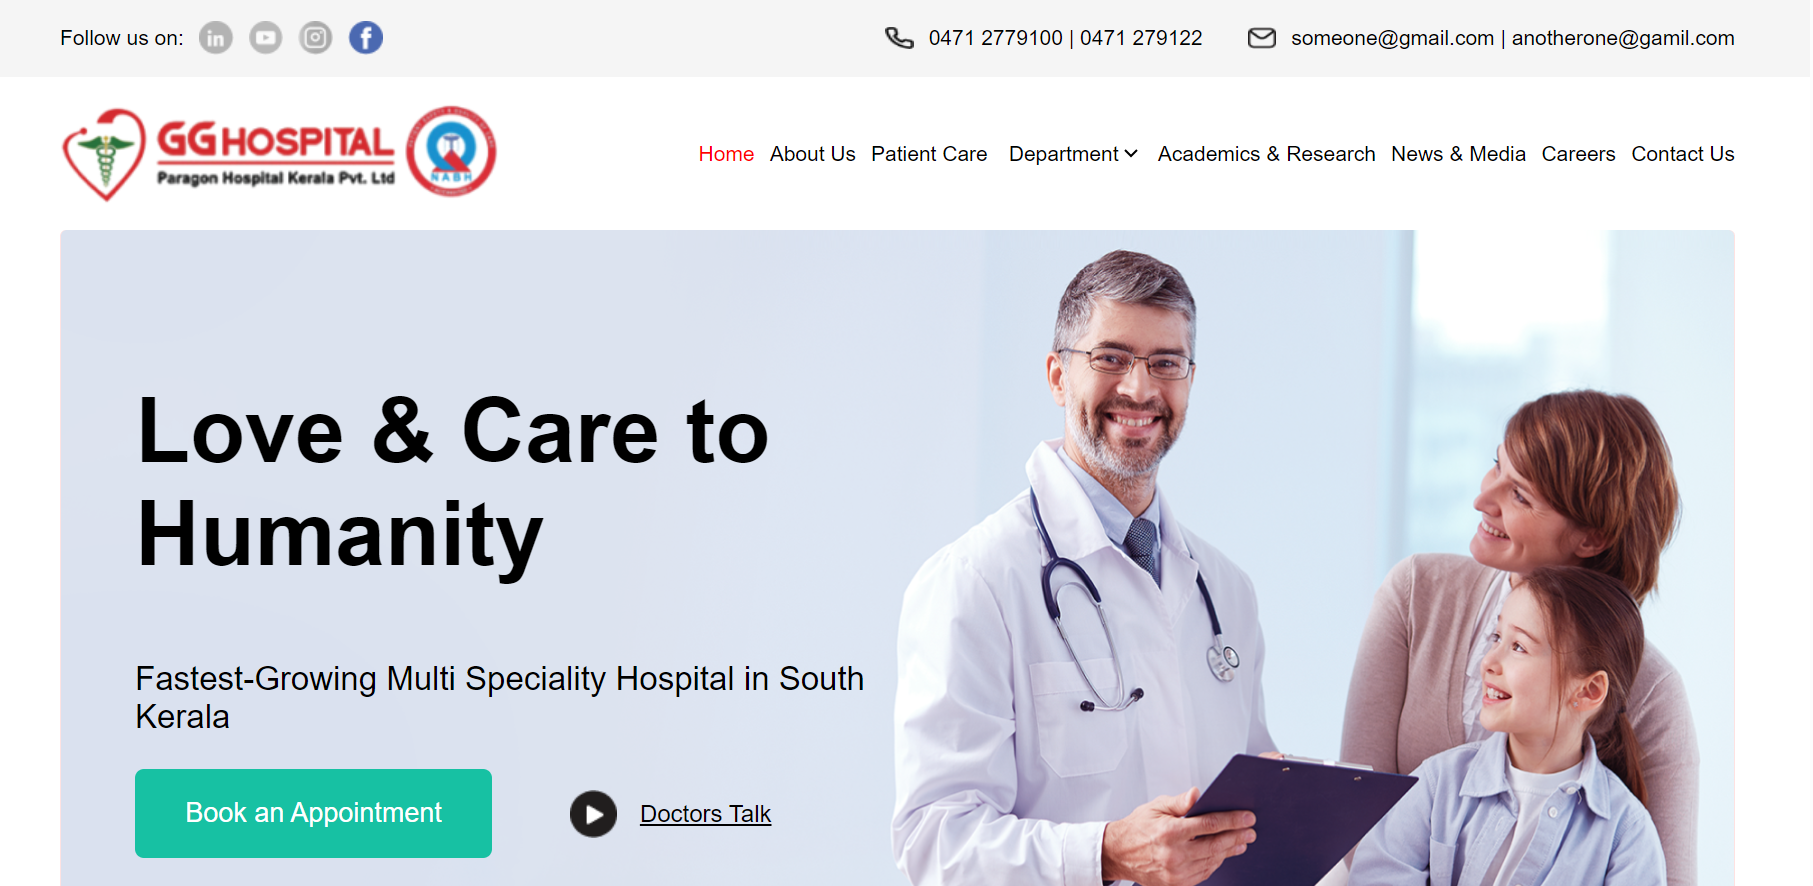 Follow us on:
0471 2779100 | 0471 279122
someone@gmail.com | anotherone@gamil.com
GG HOSPITAL
Paragon Hospital Kerala Pvt. Ltd
NABH
Home About Us Patient Care Department Academics & Research News & Media Careers Contact Us
Love & Care to
Humanity
Fastest-Growing Multi Speciality Hospital in South
Kerala
Book an Appointment
Doctors Talk